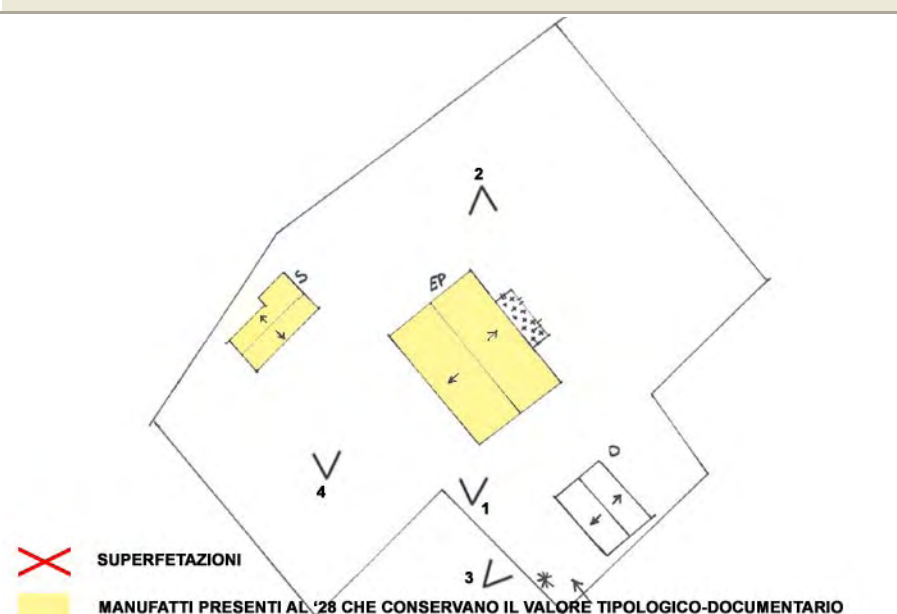 2
S
EP
D
4
1
3
SUPERFETAZIONI
MANUFATTI PRESENTI AL '28 CHE CONSERVANO IL VALORE TIPOLOGICO-DOCUMENTARIO